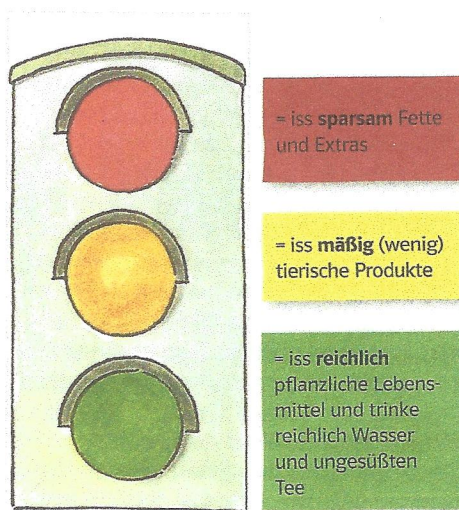 = iss sparsam Fette
und Extras
= iss mäßig (wenig)
tierische Produkte
= iss reichlich
pflanzliche Lebens-
mittel und trinke
reichlich Wasser
und ungesüßten
Tee